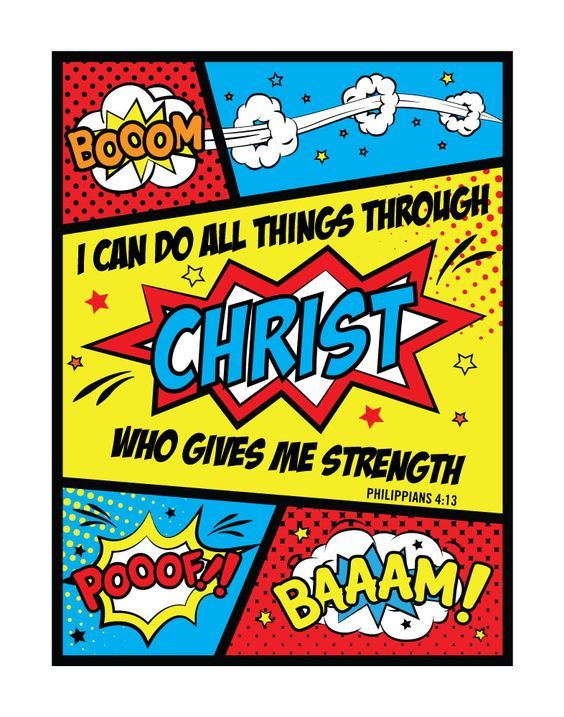 BOOOM
I CAN DO ALL THINGS THROUGH
CHRIST
WHO GIVES ME STRENGTH
PHILIPPIANS 4:13
POOOF!!
BAAAM!